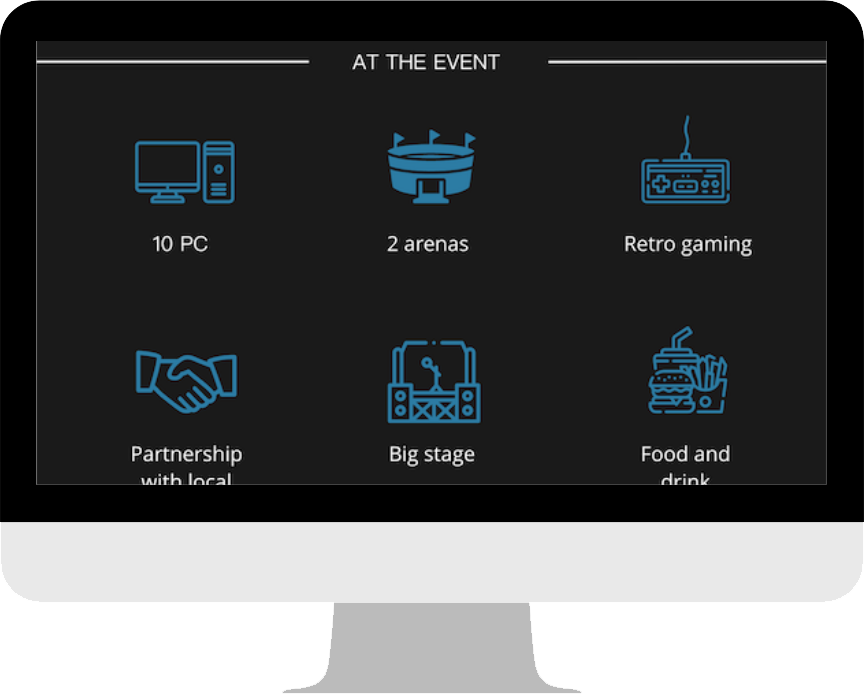 AT THE EVENT
10 PC
2 arenas
Retro gaming
Partnership
with local
Big stage
Food and
drink